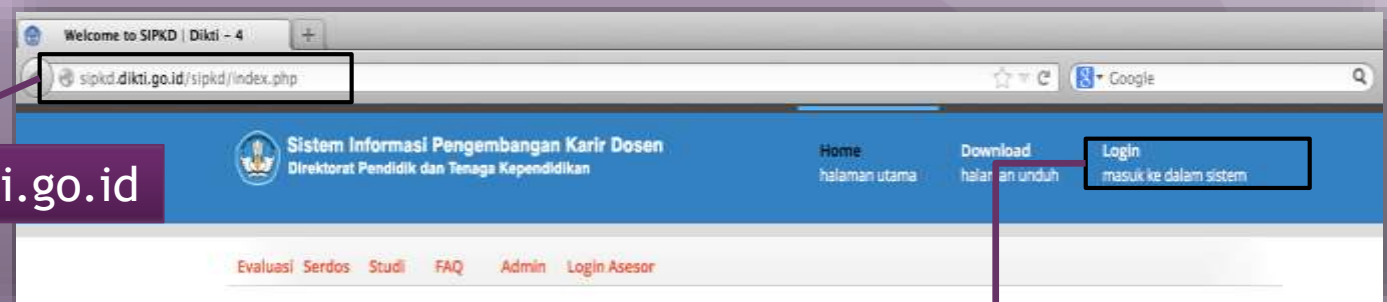 Welcome to SIPKD | Dikti - 4
sipkd.dikti.go.id/sipkd/index.php
Google
Sistem Informasi Pengembangan Karir Dosen
Direktorat Pendidik dan Tenaga Kependidikan
Home
halaman utama
Download
halaman unduh
Login
masuk ke dalam sistem
i.go.id
Evaluasi Serdos Studi FAQ Admin Login Asesor